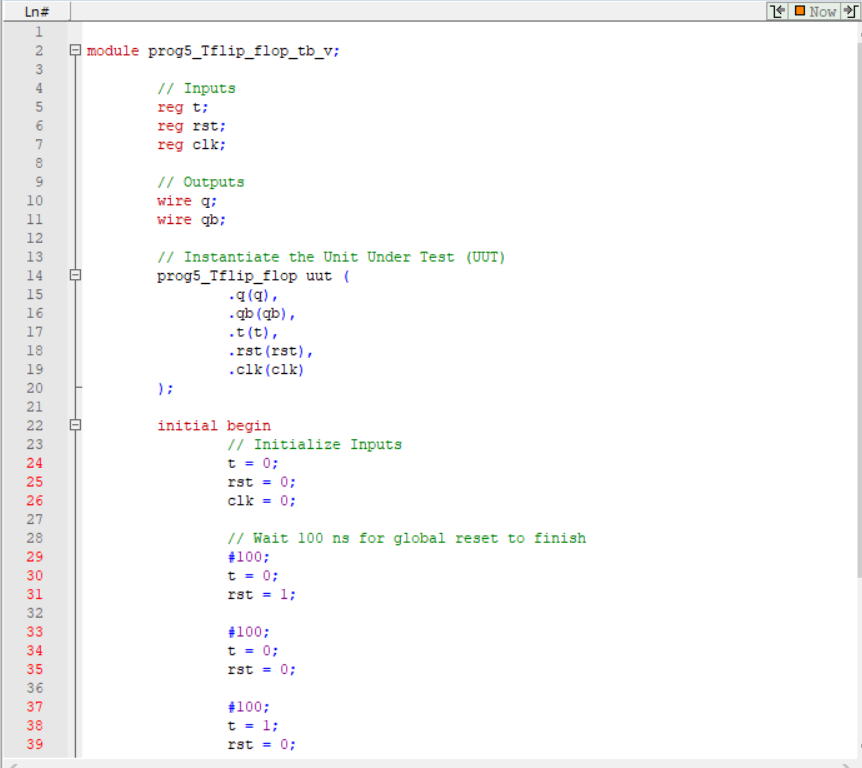 Ln#
Now
1
2 module prog5_Tflip_flop_tb_v;
3
4 // Inputs
5 reg t;
6 reg rst;
7 reg clk;
8
9 // Outputs
10 wire q;
11 wire qb;
12
13 // Instantiate the Unit Under Test (UUT)
14 prog5_Tflip_flop uut (
15 .q(q),
16 .qb(qb),
17 .t(t),
18 .rst(rst),
19 .clk(clk)
20 );
21
22 initial begin
23 // Initialize Inputs
24 t = 0;
25 rst = 0;
26 clk = 0;
27
28 // Wait 100 ns for global reset to finish
29 #100;
30 t = 0;
31 rst = 1;
32
33 #100;
34 t = 0;
35 rst = 0;
36
37 #100;
38 t = 1;
39 rst = 0;